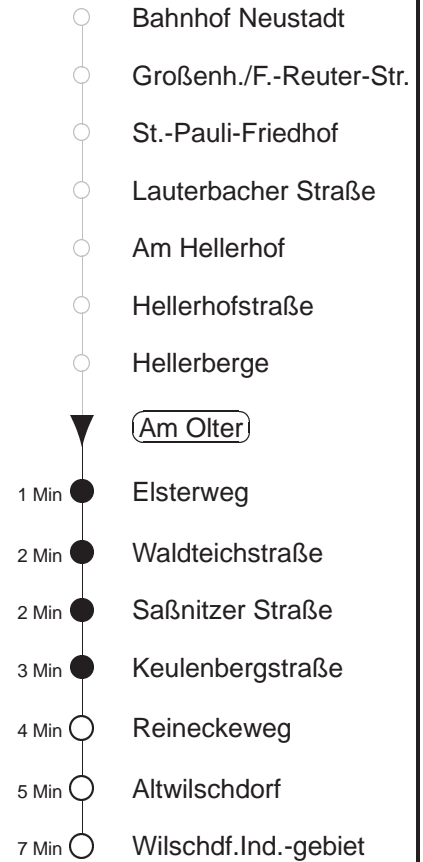 Bahnhof Neustadt
Großenh./F.-Reuter-Str.
St.-Pauli-Friedhof
Lauterbacher Straße
Am Hellerhof
Hellerhofstraße
Hellerberge
Am Olter
1 Min Elsterweg
2 Min Waldteichstraße
2 Min Saßnitzer Straße
3 Min Keulenbergstraße
4 Min Reineckeweg
5 Min Altwilschdorf
7 Min Wilschdf.Ind.-gebiet